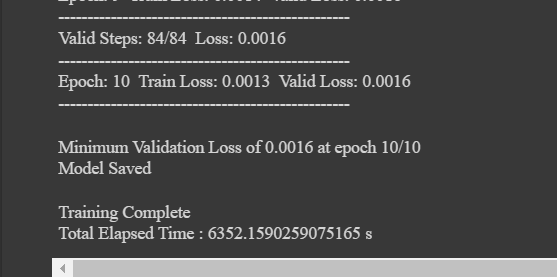 --------------------------------------------------
Valid Steps: 84/84  Loss: 0.0016
--------------------------------------------------
Epoch: 10  Train Loss: 0.0013  Valid Loss: 0.0016
--------------------------------------------------
Minimum Validation Loss of 0.0016 at epoch 10/10
Model Saved
Training Complete
Total Elapsed Time : 6352.1590259075165 s